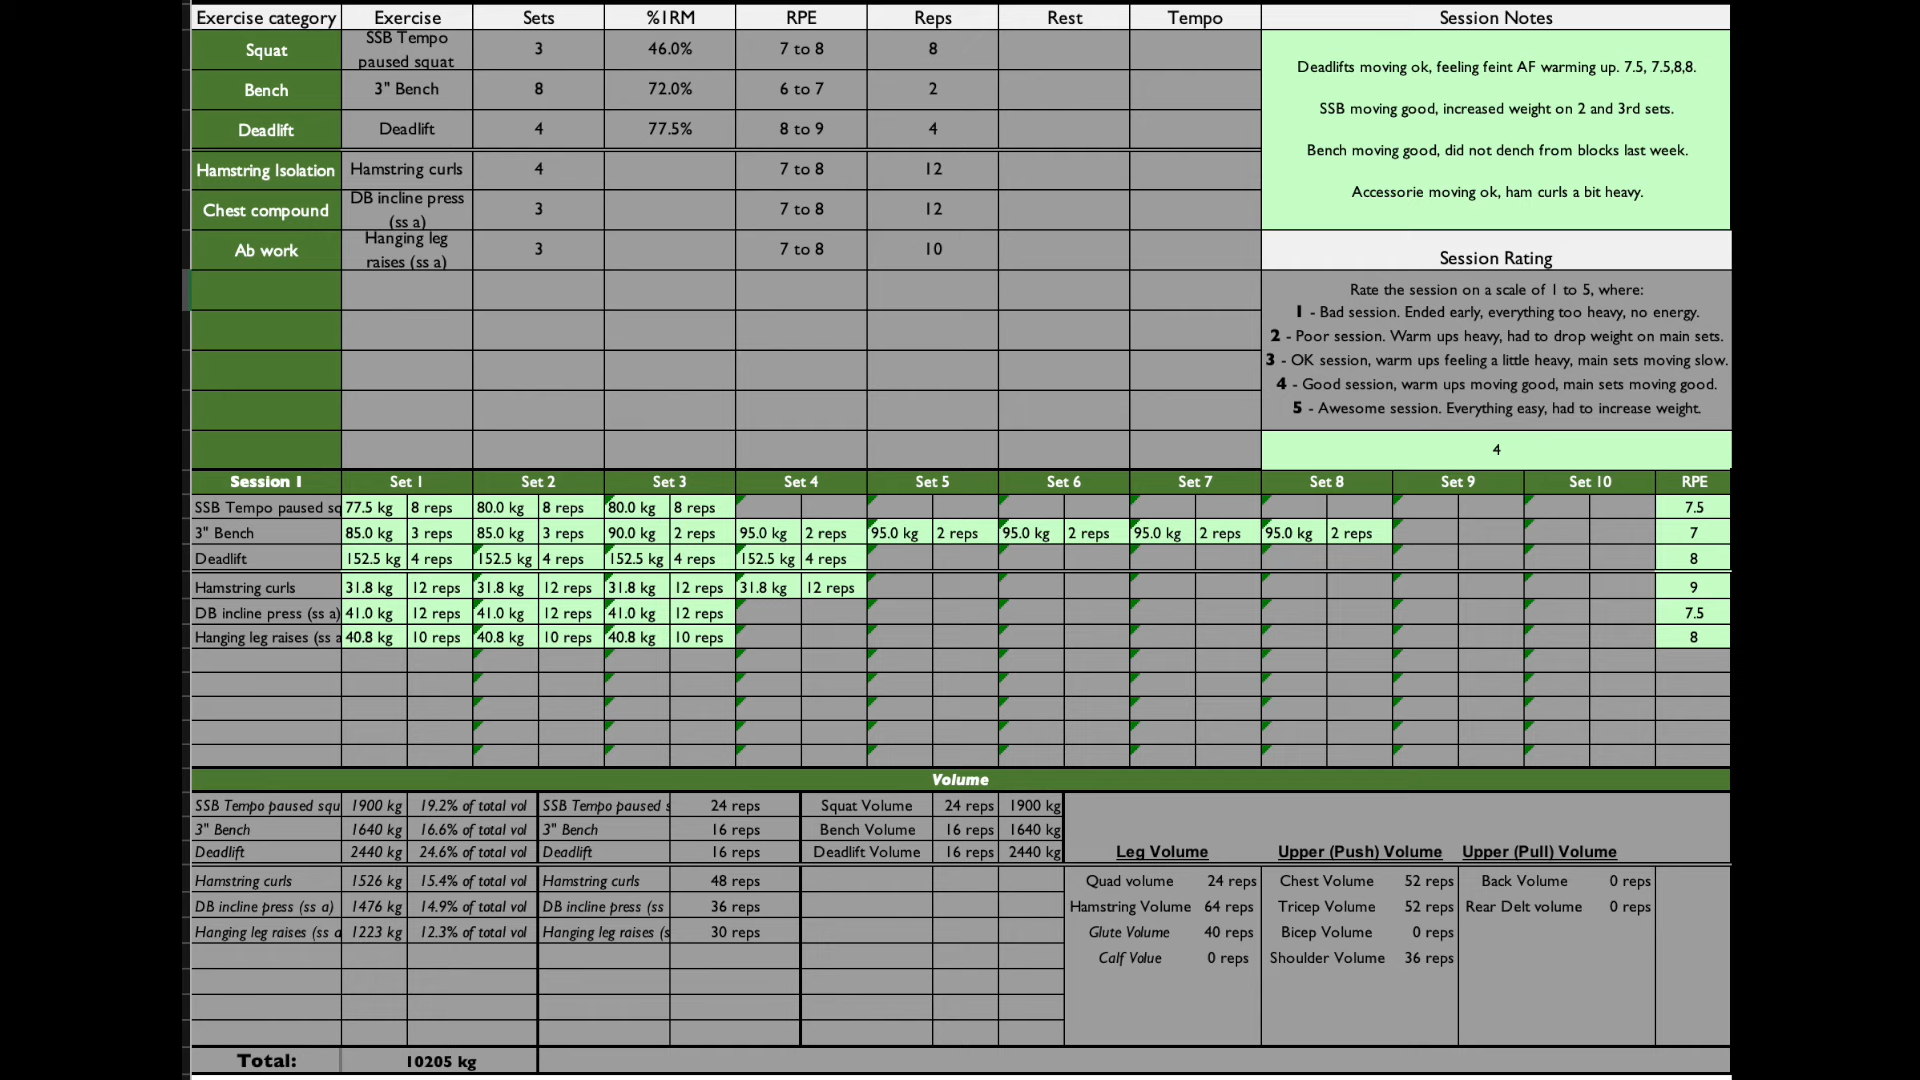 Exercise category Exercise Sets %1RM RPE Reps Rest Tempo Session Notes
Squat SSB Tempo paused squat 3 46.0% 7 to 8 8
Bench 3" Bench 8 72.0% 6 to 7 2
Deadlift Deadlift 4 77.5% 8 to 9 4
Hamstring Isolation Hamstring curls 4 7 to 8 12
Chest compound DB incline press (ss a) 3 7 to 8 12
Ab work Hanging leg raises (ss a) 3 7 to 8 10
Deadlifts moving ok, feeling feint AF warming up. 7.5, 7.5,8,8.
SSB moving good, increased weight on 2 and 3rd sets.
Bench moving good, did not dench from blocks last week.
Accessorie moving ok, ham curls a bit heavy.
Session Rating
Rate the session on a scale of 1 to 5, where:
1 - Bad session. Ended early, everything too heavy, no energy.
2 - Poor session. Warm ups heavy, had to drop weight on main sets.
3 - OK session, warm ups feeling a little heavy, main sets moving slow.
4 - Good session, warm ups moving good, main sets moving good.
5 - Awesome session. Everything easy, had to increase weight.
4
Session 1 Set 1 Set 2 Set 3 Set 4 Set 5 Set 6 Set 7 Set 8 Set 9 Set 10 RPE
SSB Tempo paused sq 77.5 kg 8 reps 80.0 kg 8 reps 80.0 kg 8 reps 7.5
3" Bench 85.0 kg 3 reps 85.0 kg 3 reps 90.0 kg 2 reps 95.0 kg 2 reps 95.0 kg 2 reps 95.0 kg 2 reps 95.0 kg 2 reps 95.0 kg 2 reps 7
Deadlift 152.5 kg 4 reps 152.5 kg 4 reps 152.5 kg 4 reps 152.5 kg 4 reps 8
Hamstring curls 31.8 kg 12 reps 31.8 kg 12 reps 31.8 kg 12 reps 31.8 kg 12 reps 9
DB incline press (ss a) 41.0 kg 12 reps 41.0 kg 12 reps 41.0 kg 12 reps 7.5
Hanging leg raises (ss a 40.8 kg 10 reps 40.8 kg 10 reps 40.8 kg 10 reps 8
Volume
SSB Tempo paused squ 1900 kg 19.2% of total vol SSB Tempo paused s 24 reps Squat Volume 24 reps 1900 kg
3" Bench 1640 kg 16.6% of total vol 3" Bench 16 reps Bench Volume 16 reps 1640 kg
Deadlift 2440 kg 24.6% of total vol Deadlift 16 reps Deadlift Volume 16 reps 2440 kg Leg Volume Upper (Push) Volume Upper (Pull) Volume
Hamstring curls 1526 kg 15.4% of total vol Hamstring curls 48 reps Quad volume 24 reps Chest Volume 52 reps Back Volume 0 reps
DB incline press (ss a) 1476 kg 14.9% of total vol DB incline press (ss 36 reps Hamstring Volume 64 reps Tricep Volume 52 reps Rear Delt volume 0 reps
Hanging leg raises (ss a 1223 kg 12.3% of total vol Hanging leg raises (s 30 reps Glute Volume 40 reps Bicep Volume 0 reps
Calf Volue 0 reps Shoulder Volume 36 reps
Total: 10205 kg